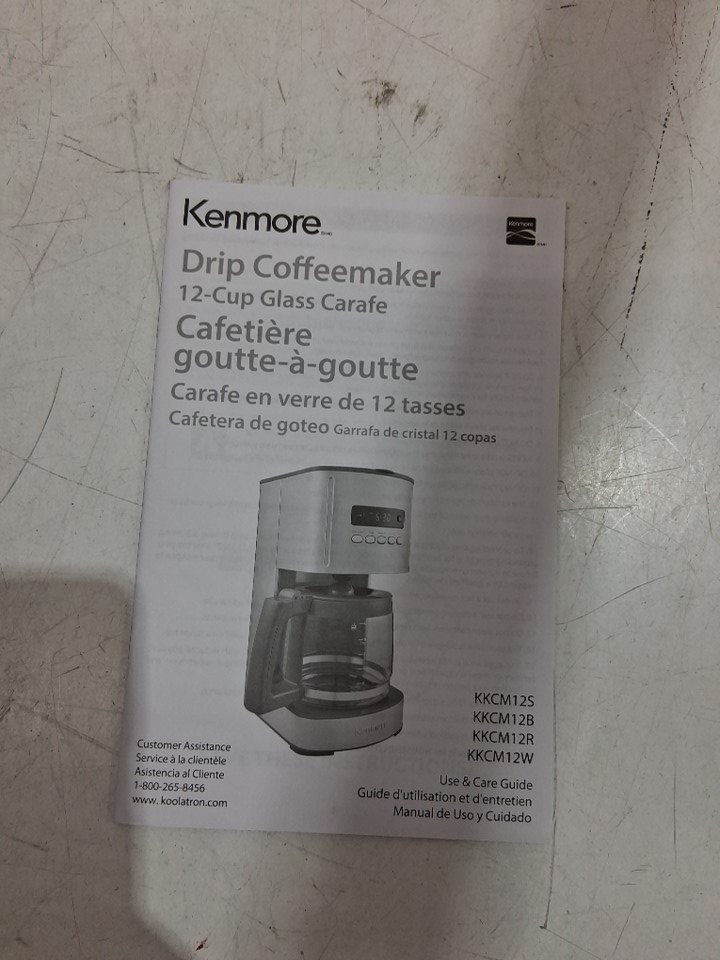 Kenmore
Kenmore
Drip Coffeemaker
12-Cup Glass Carafe
Cafetière
goutte-à-goutte
Carafe en verre de 12 tasses
Cafetera de goteo Garrafa de cristal 12 copas
Kenmore
KKCM12S
KKCM12B
KKCM12R
KKCM12W
Customer Assistance
Service à la clientèle
Asistencia al Cliente
1-800-265-8456
www.koolatron.com
Use & Care Guide
Guide d'utilisation et d'entretien
Manual de Uso y Cuidado